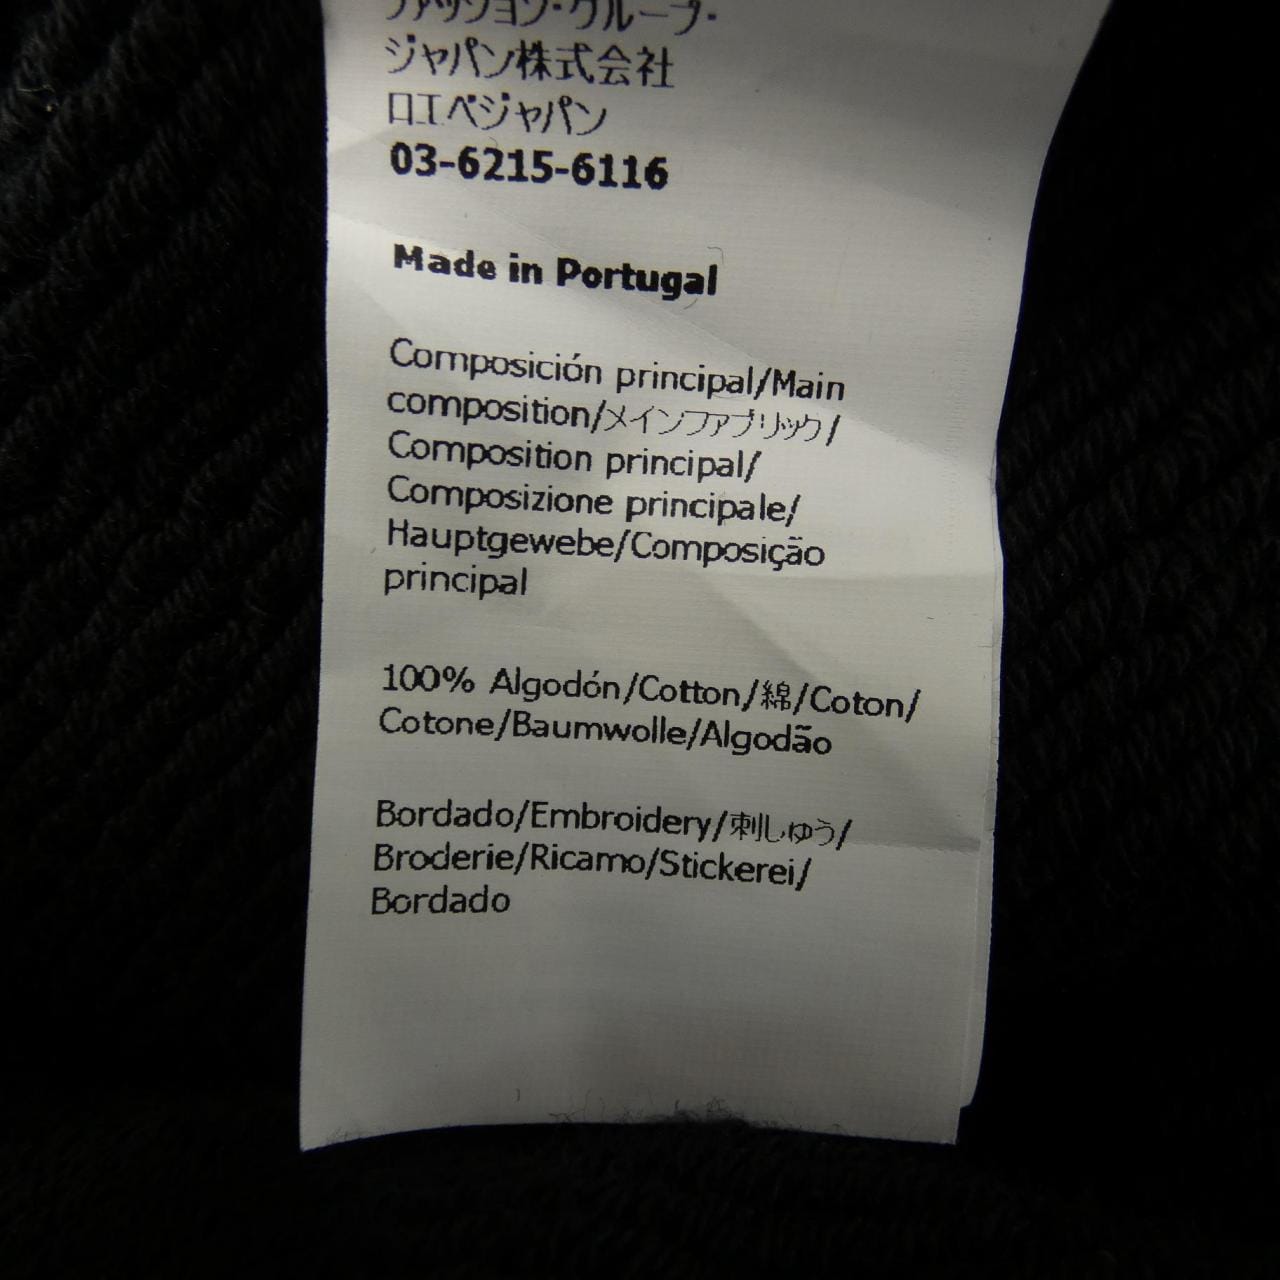 ファッション・グループ・
ジャパン株式会社
ロエベジャパン
03-6215-6116
Made in Portugal
Composición principal/Main
composition/メインファブリック/
Composition principal/
Composizione principale/
Hauptgewebe/Composição
principal
100% Algodón/Cotton/綿/Coton/
Cotone/Baumwolle/Algodão
Bordado/Embroidery/刺しゅう/
Broderie/Ricamo/Stickerei/
Bordado